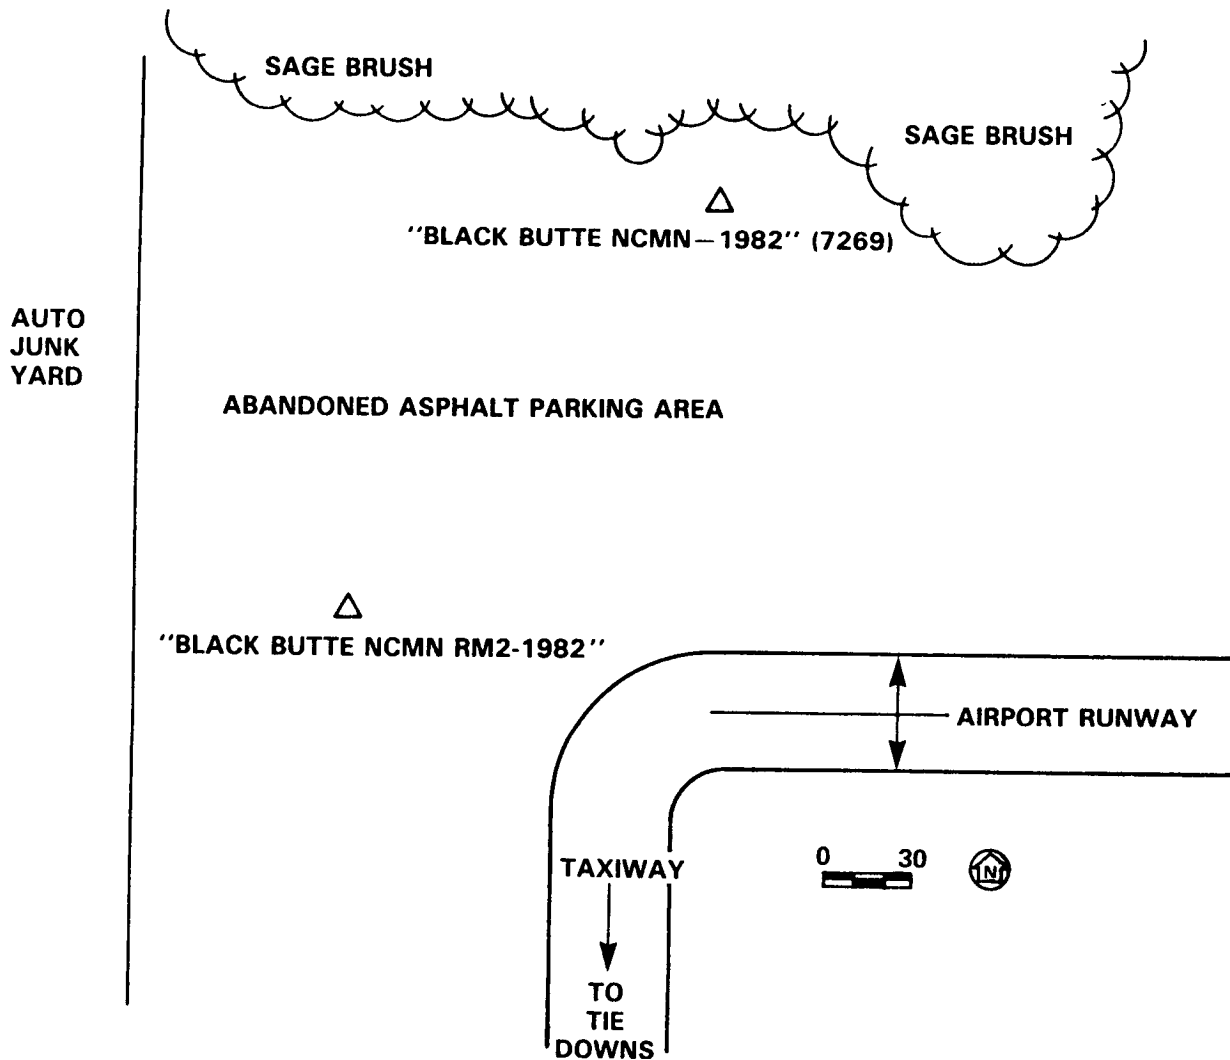 SAGE BRUSH
SAGE BRUSH
"BLACK BUTTE NCMN—1982" (7269)
AUTO
JUNK
YARD
ABANDONED ASPHALT PARKING AREA
"BLACK BUTTE NCMN RM2-1982"
AIRPORT RUNWAY
TAXIWAY
0 30
N
TO
TIE
DOWNS